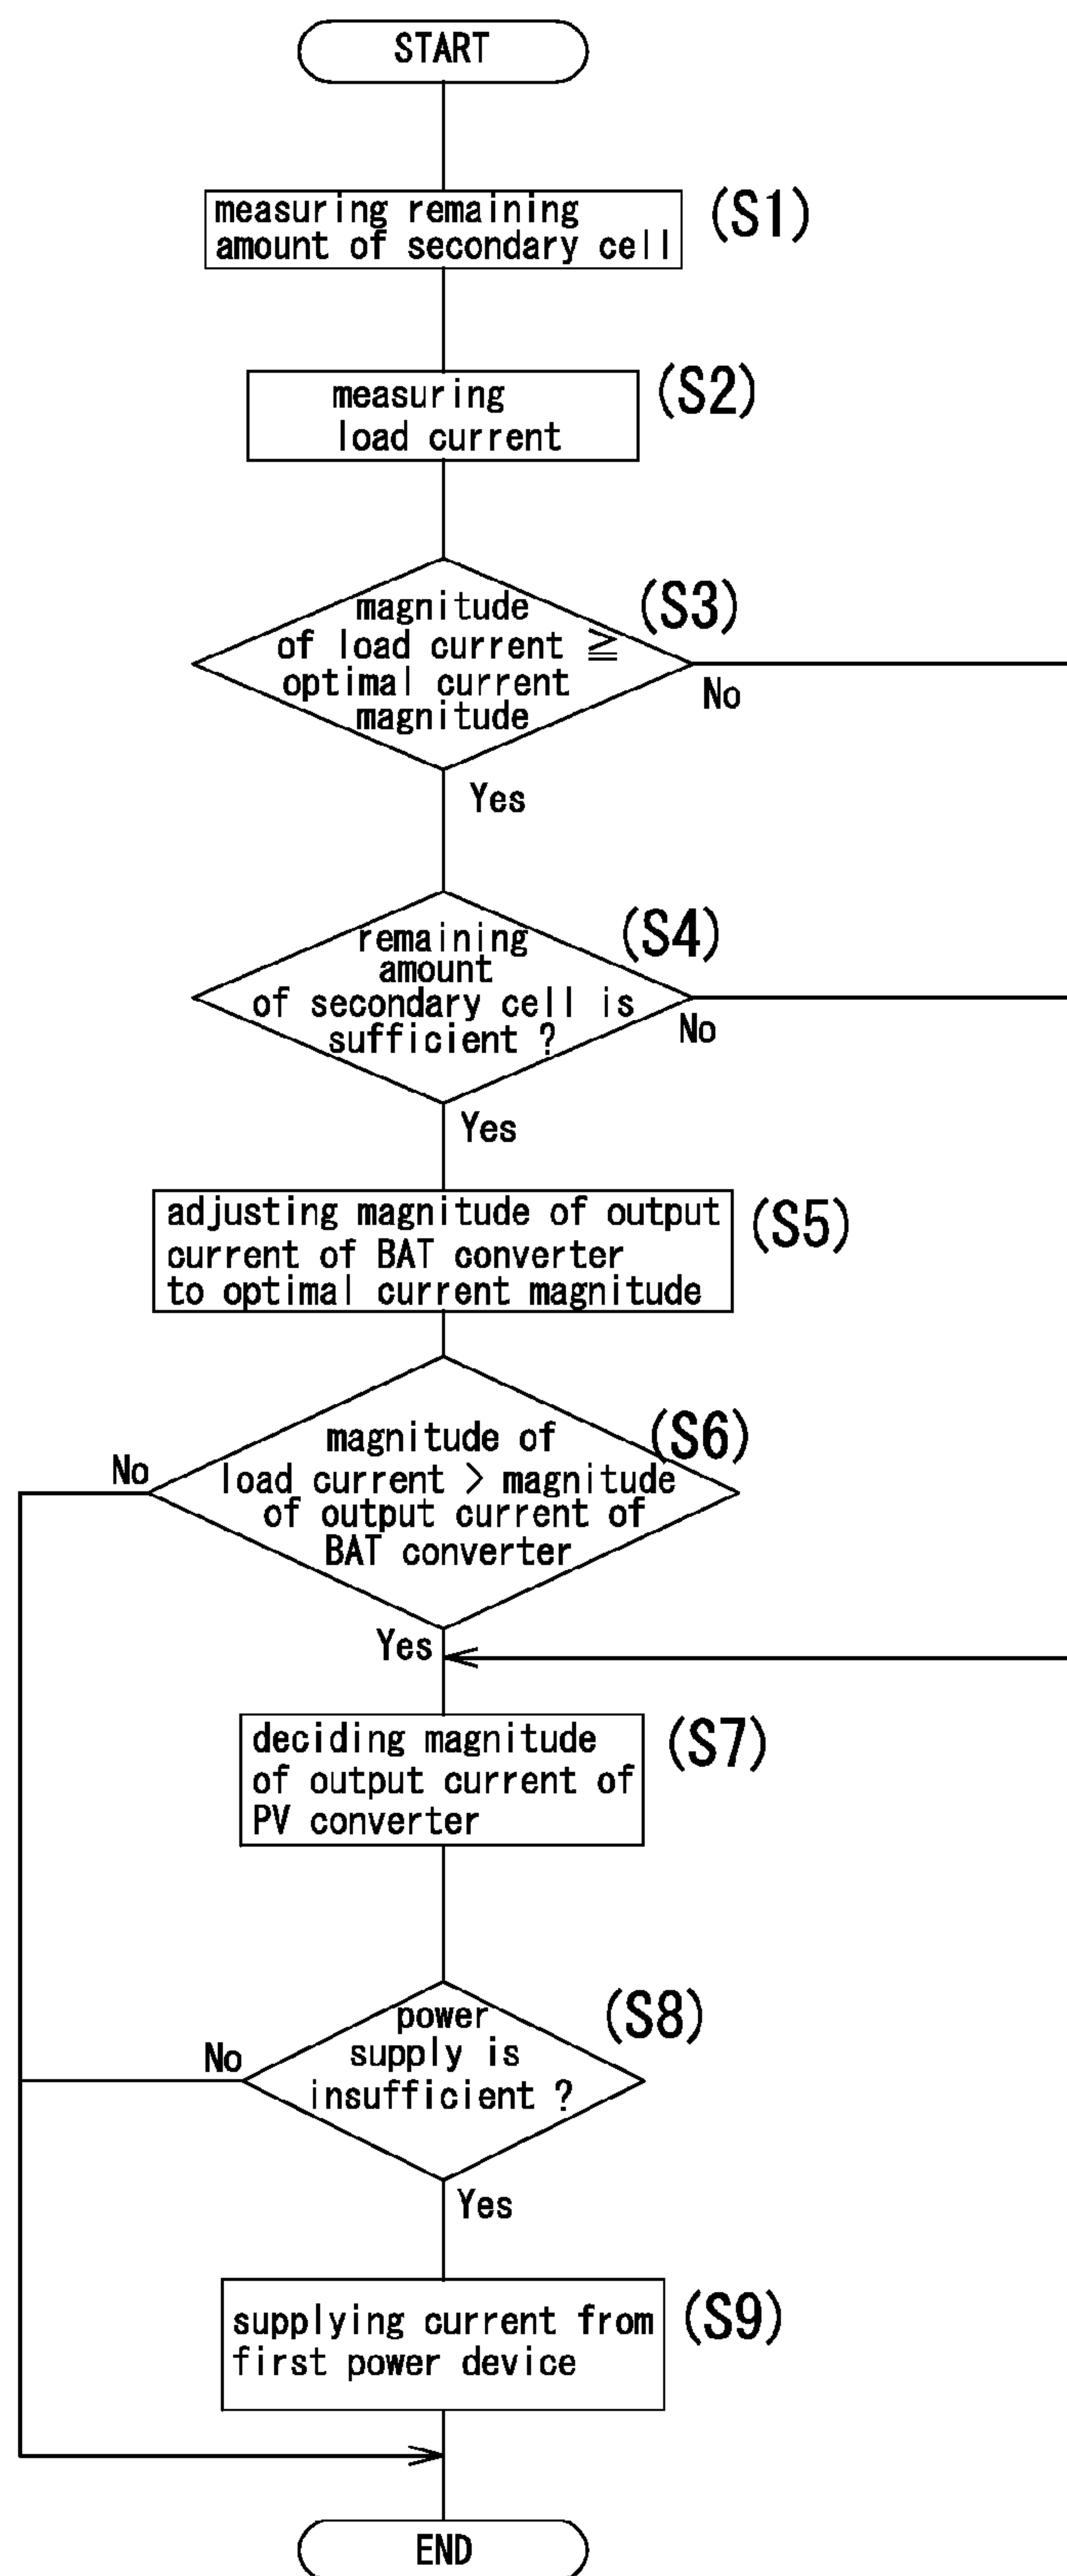 START
measuring remaining
amount of secondary cell
(S1)
measuring
load current
(S2)
magnitude
of load current ≧
optimal current
magnitude
(S3)
No
Yes
remaining
amount
of secondary cell is
sufficient ?
(S4)
No
Yes
adjusting magnitude of output
current of BAT converter
to optimal current magnitude
(S5)
magnitude of
load current > magnitude
of output current of
BAT converter
(S6)
No
Yes
deciding magnitude
of output current of
PV converter
(S7)
power
supply is
insufficient ?
(S8)
No
Yes
supplying current from
first power device
(S9)
END